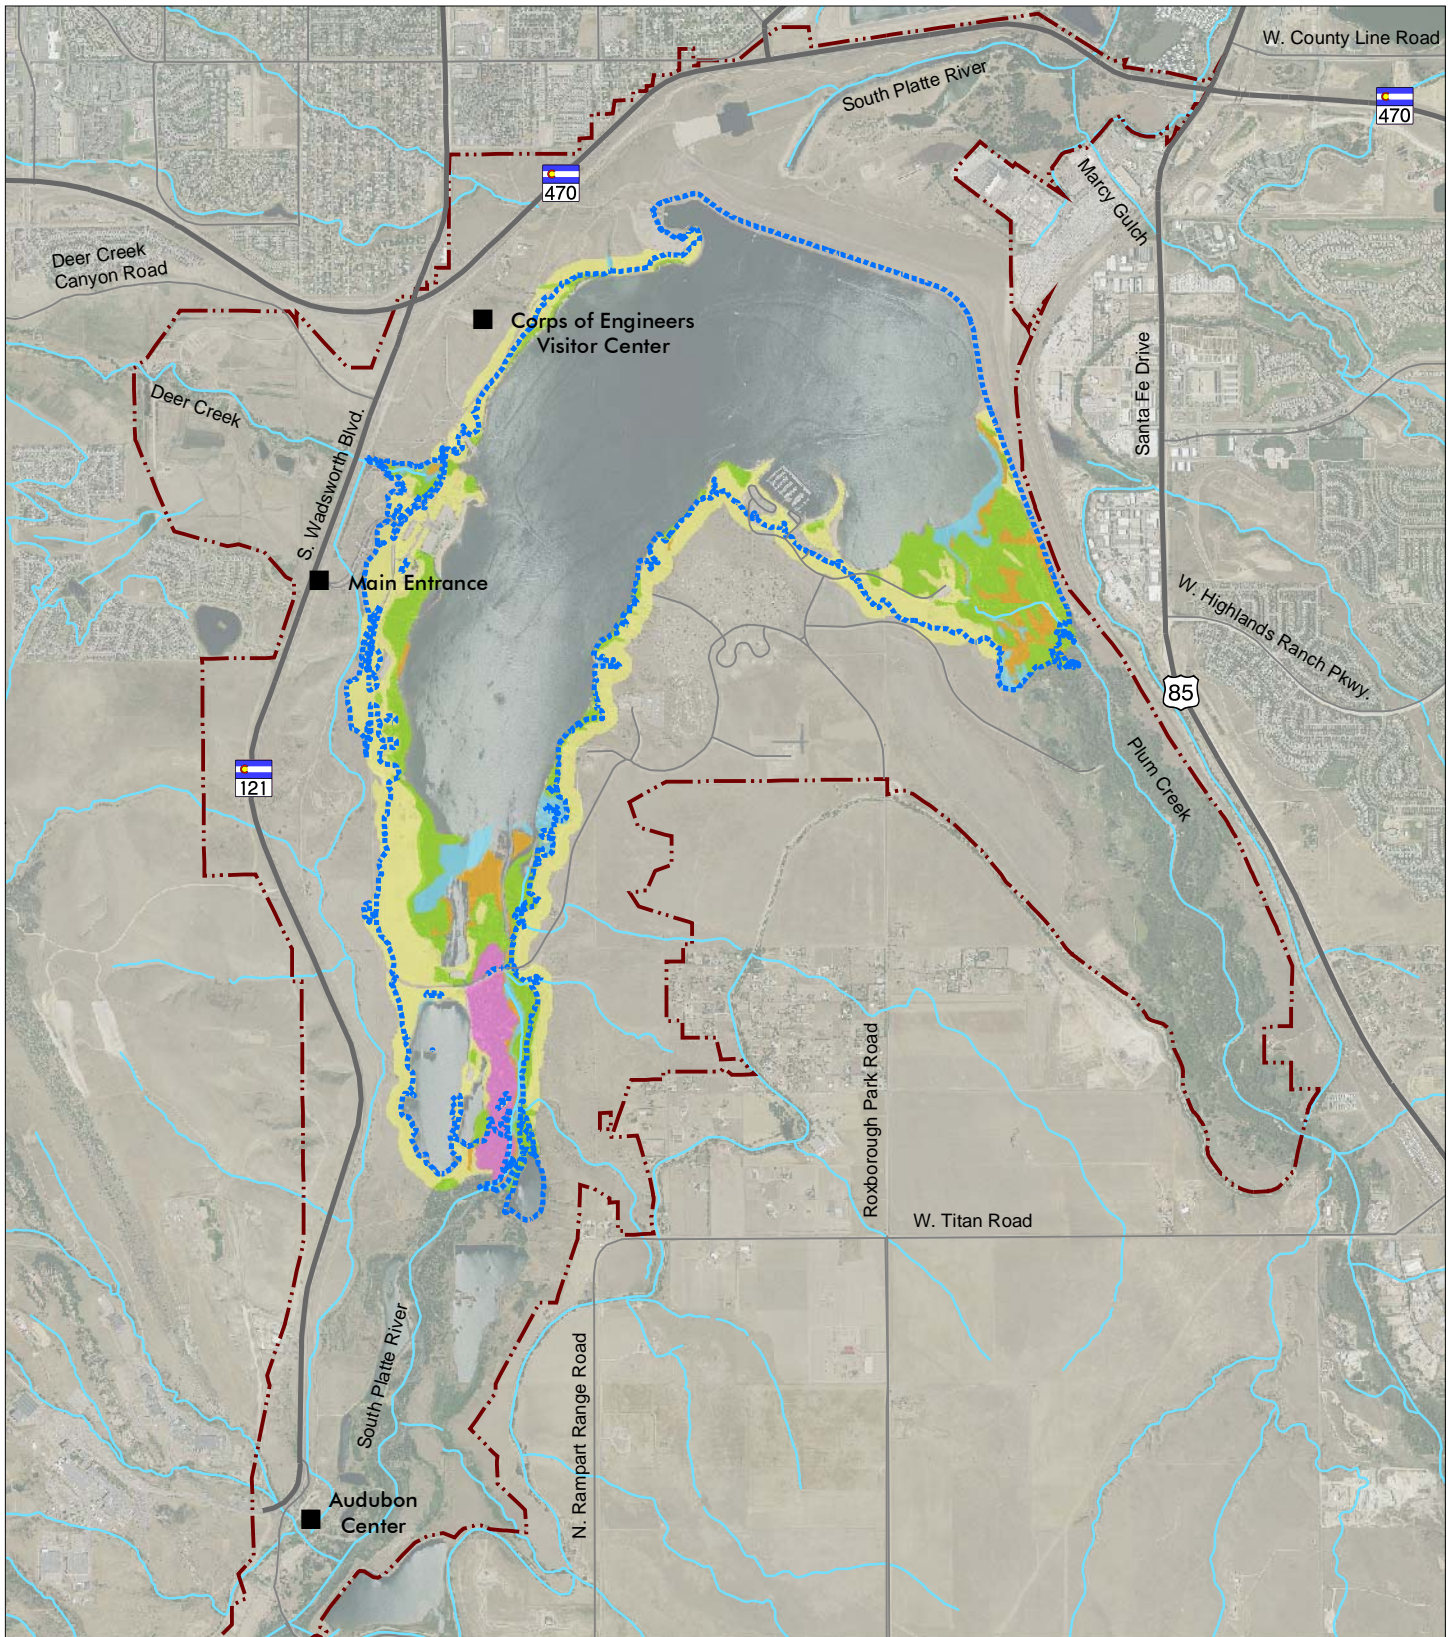 W. County Line Road
South Platte River
470
470
Marcy Gulch
Deer Creek
Canyon Road
Corps of Engineers
Visitor Center
Santa Fe Drive
Deer Creek
S. Wadsworth Blvd.
Main Entrance
W. Highlands Ranch Pkwy.
85
121
Plum Creek
Roxborough Park Road
W. Titan Road
South Platte River
N. Rampart Range Road
Audubon
Center